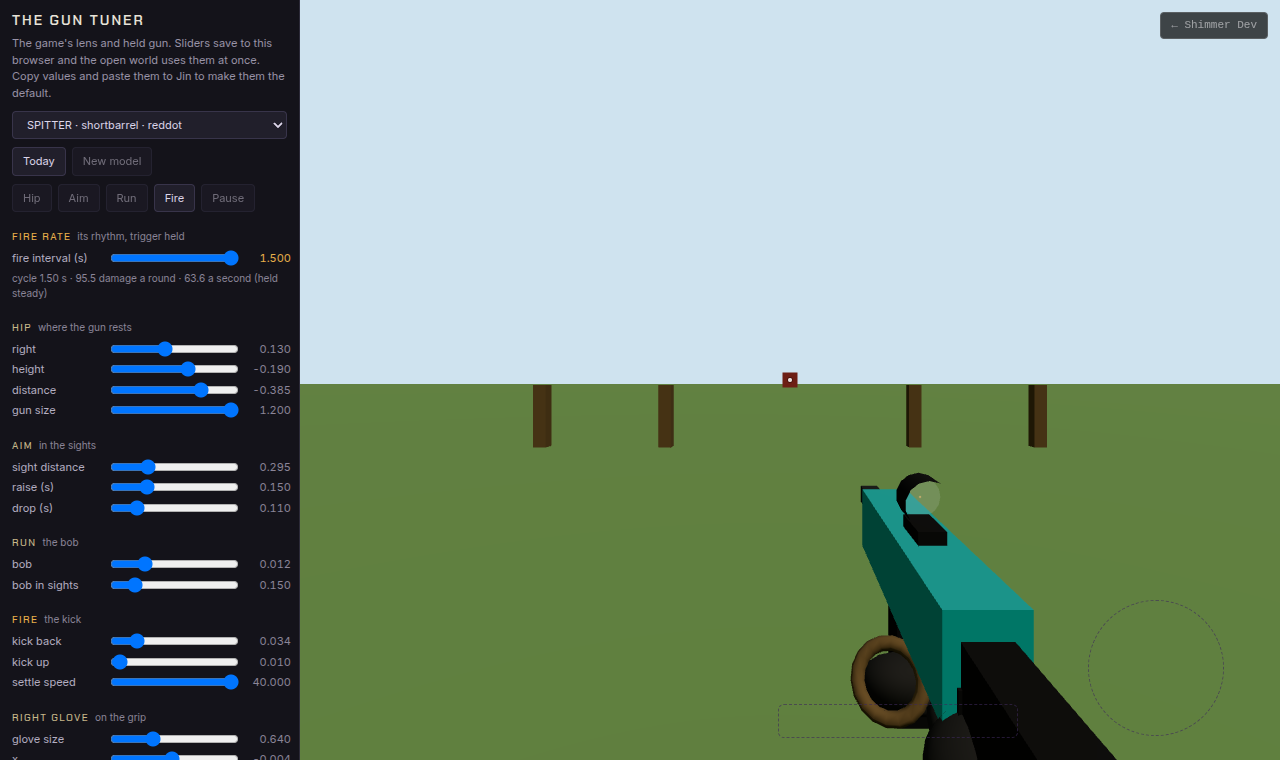 THE GUN TUNER
The game's lens and held gun. Sliders save to this
browser and the open world uses them at once.
Copy values and paste them to Jin to make them the
default.
SPITTER · shortbarrel · reddot
Today New model
Hip Aim Run Fire Pause
FIRE RATE its rhythm, trigger held
fire interval (s) 1.500
cycle 1.50 s · 95.5 damage a round · 63.6 a second (held
steady)
HIP where the gun rests
right 0.130
height -0.190
distance -0.385
gun size 1.200
AIM in the sights
sight distance 0.295
raise (s) 0.150
drop (s) 0.110
RUN the bob
bob 0.012
bob in sights 0.150
FIRE the kick
kick back 0.034
kick up 0.010
settle speed 40.000
RIGHT GLOVE on the grip
glove size 0.640
x -0.004
← Shimmer Dev